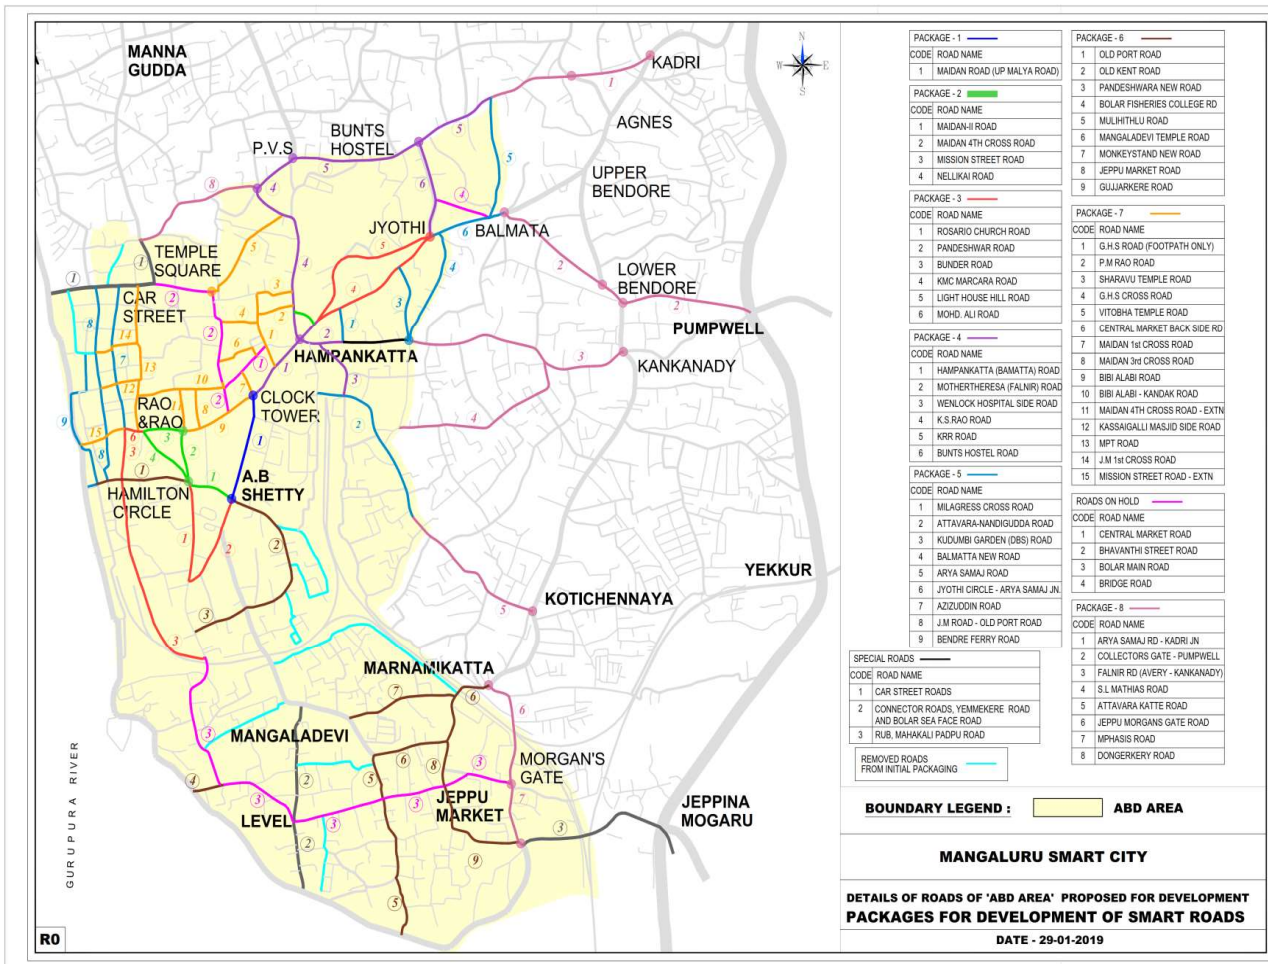 MANNA
GUDDA
KADRI
AGNES
BUNTS
HOSTEL
P.V.S
UPPER
BENDORE
JYOTHI
BALMATA
TEMPLE
SQUARE
LOWER
BENDORE
CAR
STREET
PUMPWELL
HAMPANKATTA
KANKANADY
CLOCK
TOWER
RAO
&RAO
A.B
SHETTY
HAMILTON
CIRCLE
YEKKUR
KOTICHENNAYA
MARNAMIKATTA
MANGALADEVI
MORGAN'S
GATE
JEPPU
MARKET
LEVEL
JEPPINA
MOGARU
GURUPURA RIVER
R0
N
W E
S
PACKAGE - 1
CODE ROAD NAME
1 MAIDAN ROAD (UP MALYA ROAD)
PACKAGE - 2
CODE ROAD NAME
1 MAIDAN-II ROAD
2 MAIDAN 4TH CROSS ROAD
3 MISSION STREET ROAD
4 NELLIKAI ROAD
PACKAGE - 3
CODE ROAD NAME
1 ROSARIO CHURCH ROAD
2 PANDESHWAR ROAD
3 BUNDER ROAD
4 KMC MARCARA ROAD
5 LIGHT HOUSE HILL ROAD
6 MOHD. ALI ROAD
PACKAGE - 4
CODE ROAD NAME
1 HAMPANKATTA (BAMATTA) ROAD
2 MOTHERTHERESA (FALNIR) ROAD
3 WENLOCK HOSPITAL SIDE ROAD
4 K.S.RAO ROAD
5 KRR ROAD
6 BUNTS HOSTEL ROAD
PACKAGE - 5
CODE ROAD NAME
1 MILAGRESS CROSS ROAD
2 ATTAVARA-NANDIGUDDA ROAD
3 KUDUMBI GARDEN (DBS) ROAD
4 BALMATTA NEW ROAD
5 ARYA SAMAJ ROAD
6 JYOTHI CIRCLE - ARYA SAMAJ JN.
7 AZIZUDDIN ROAD
8 J.M ROAD - OLD PORT ROAD
9 BENDRE FERRY ROAD
SPECIAL ROADS
CODE ROAD NAME
1 CAR STREET ROADS
2 CONNECTOR ROADS, YEMMEKERE ROAD
AND BOLAR SEA FACE ROAD
3 RUB, MAHAKALI PADPU ROAD
REMOVED ROADS
FROM INITIAL PACKAGING
PACKAGE - 6
CODE ROAD NAME
1 OLD PORT ROAD
2 OLD KENT ROAD
3 PANDESHWARA NEW ROAD
4 BOLAR FISHERIES COLLEGE RD
5 MULIHITHLU ROAD
6 MANGALADEVI TEMPLE ROAD
7 MONKEYSTAND NEW ROAD
8 JEPPU MARKET ROAD
9 GUJJARKERE ROAD
PACKAGE - 7
CODE ROAD NAME
1 G.H.S ROAD (FOOTPATH ONLY)
2 P.M RAO ROAD
3 SHARAVU TEMPLE ROAD
4 G.H.S CROSS ROAD
5 VITOBHA TEMPLE ROAD
6 CENTRAL MARKET BACK SIDE RD
7 MAIDAN 1st CROSS ROAD
8 MAIDAN 3rd CROSS ROAD
9 BIBI ALABI ROAD
10 BIBI ALABI - KANDAK ROAD
11 MAIDAN 4TH CROSS ROAD - EXTN
12 KASSAIGALLI MASJID SIDE ROAD
13 MPT ROAD
14 J.M 1st CROSS ROAD
15 MISSION STREET ROAD - EXTN
ROADS ON HOLD
CODE ROAD NAME
1 CENTRAL MARKET ROAD
2 BHAVANTHI STREET ROAD
3 BOLAR MAIN ROAD
4 BRIDGE ROAD
PACKAGE - 8
CODE ROAD NAME
1 ARYA SAMAJ RD - KADRI JN
2 COLLECTORS GATE - PUMPWELL
3 FALNIR RD (AVERY - KANKANADY)
4 S.L MATHIAS ROAD
5 ATTAVARA KATTE ROAD
6 JEPPU MORGANS GATE ROAD
7 MPHASIS ROAD
8 DONGERKERY ROAD
BOUNDARY LEGEND : ABD AREA
MANGALURU SMART CITY
DETAILS OF ROADS OF 'ABD AREA' PROPOSED FOR DEVELOPMENT
PACKAGES FOR DEVELOPMENT OF SMART ROADS
DATE - 29-01-2019